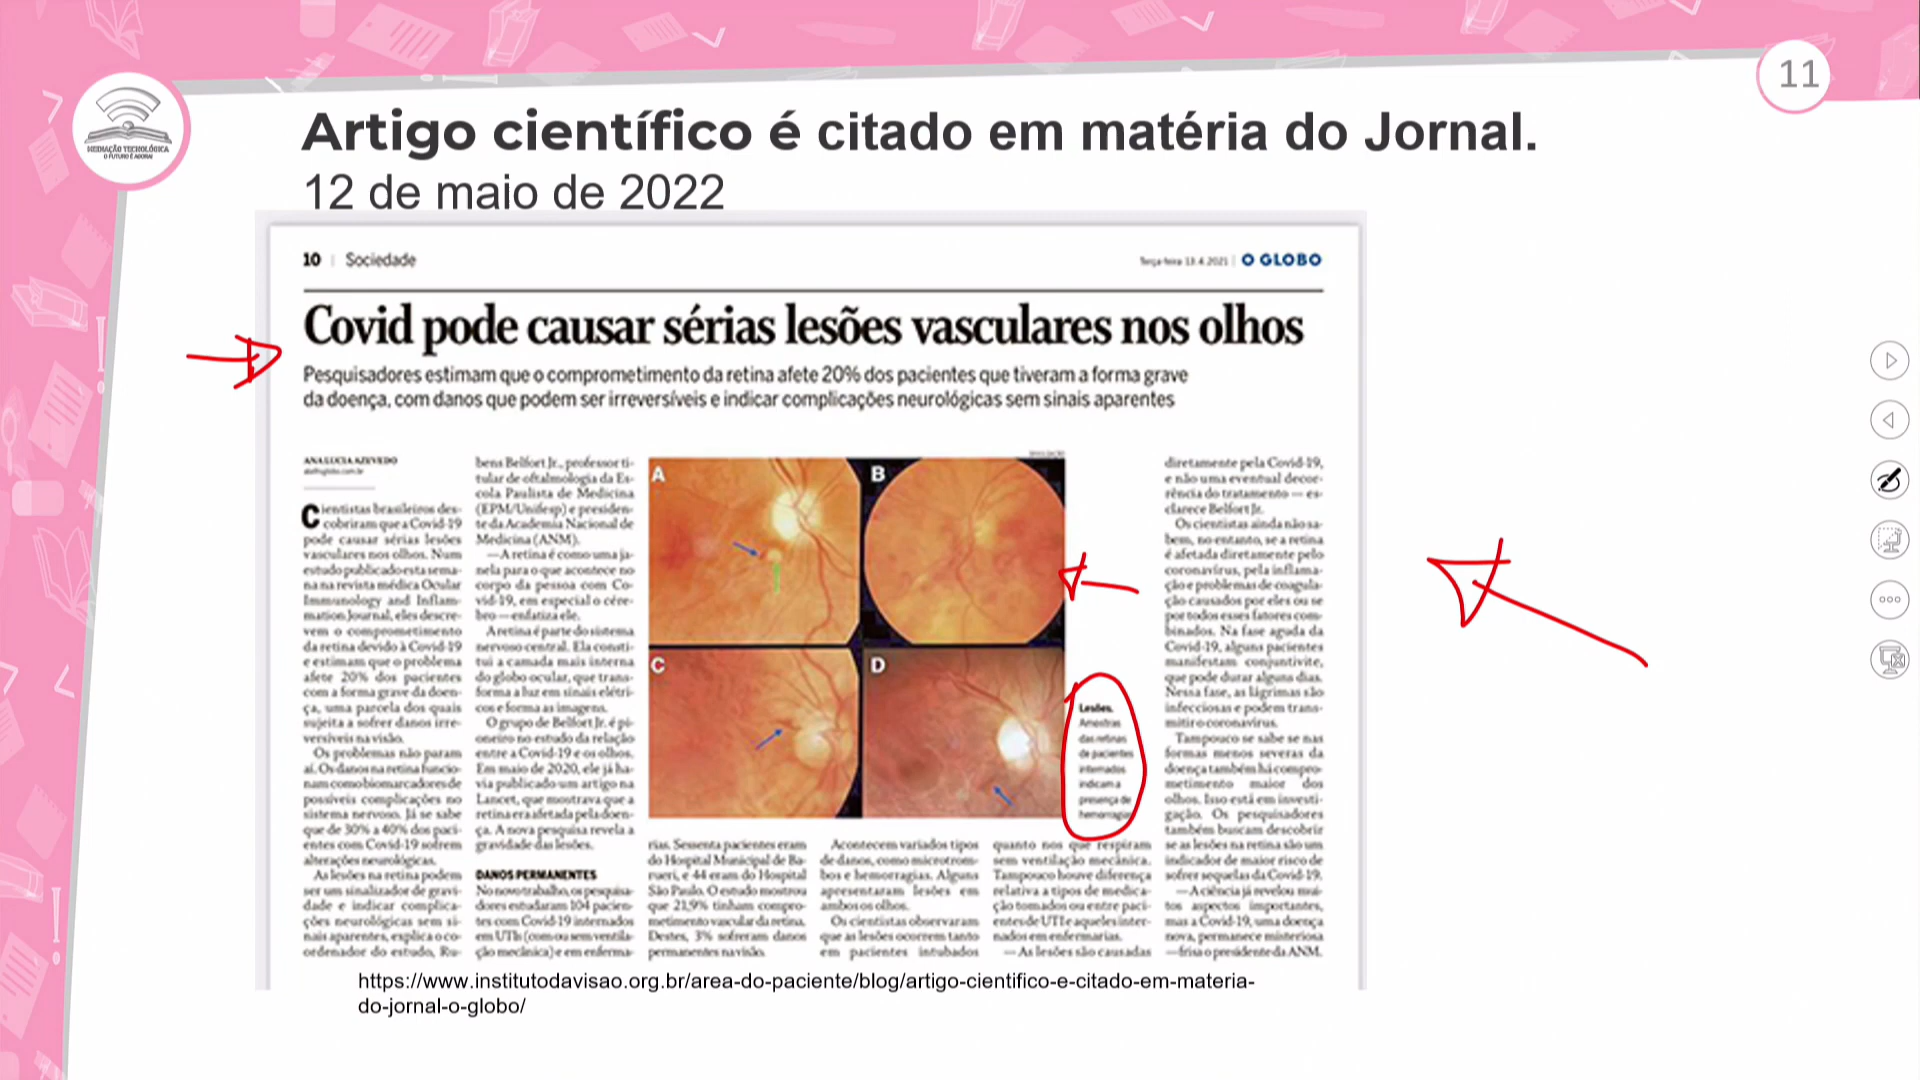 11
MEDIAÇÃO TECNOLÓGICA
O FUTURO É AGORA!
Artigo científico é citado em matéria do Jornal.
12 de maio de 2022
10 | Sociedade
Terça-feira 13.4.2021 | O GLOBO
Covid pode causar sérias lesões vasculares nos olhos
Pesquisadores estimam que o comprometimento da retina afete 20% dos pacientes que tiveram a forma grave
da doença, com danos que podem ser irreversíveis e indicar complicações neurológicas sem sinais aparentes
ANA LUCIA AZEVEDO
Cientistas brasileiros des-
cobriram que a Covid-19
pode causar sérias lesões
vasculares nos olhos. Num
estudo publicado esta sema-
na na revista médica Ocular
Immunology and Inflam-
mation Journal, eles descre-
vem o comprometimento
da retina devido à Covid-19
e estimam que o problema
afete 20% dos pacientes
com a forma grave da doen-
ça, uma parcela dos quais
sujeita a sofrer danos irre-
versíveis na visão.
Os problemas não param
aí. Os danos na retina funcio-
nam como biomarcadores de
possíveis complicações no
sistema nervoso. Já se sabe
que de 30% a 40% dos paci-
entes com Covid-19 sofrem
alterações neurológicas.
As lesões na retina podem
ser um sinalizador de gravi-
dade e indicar complica-
ções neurológicas sem si-
nais aparentes, explica o co-
ordenador do estudo, Ru-
bens Belfort Jr., professor ti-
tular de oftalmologia da Es-
cola Paulista de Medicina
(EPM/Unifesp) e presiden-
te da Academia Nacional de
Medicina (ANM).
—A retina é como uma ja-
nela para o que acontece no
corpo da pessoa com Co-
vid-19, em especial o cére-
bro — enfatiza ele.
A retina é parte do sistema
nervoso central. Ela consti-
tui a camada mais interna
do globo ocular, que trans-
forma a luz em sinais elétri-
cos e forma as imagens.
O grupo de Belfort Jr. é pi-
oneiro no estudo da relação
entre a Covid-19 e os olhos.
Em maio de 2020, ele já ha-
via publicado um artigo na
Lancet, que mostrava que a
retina era afetada pela doen-
ça. A nova pesquisa revela a
gravidade das lesões.
DANOS PERMANENTES
No novo trabalho, os pesquisa-
dores estudaram 104 pacien-
tes com Covid-19 internados
em UTIs (com ou sem ventila-
ção mecânica) e em enferma-
A
B
C
D
Lesões.
Amostras
das retinas
de pacientes
internados
indicam a
presença de
hemorragia
rias. Sessenta pacientes eram
do Hospital Municipal de Ba-
rueri, e 44 eram do Hospital
São Paulo. O estudo mostrou
que 21,9% tinham compro-
metimento vascular da retina.
Destes, 3% sofreram danos
permanentes na visão.
Acontecem variados tipos
de danos, como microtrom-
bos e hemorragias. Alguns
apresentaram lesões em
ambos os olhos.
Os cientistas observaram
que as lesões ocorrem tanto
em pacientes intubados
quanto nos que respiram
sem ventilação mecânica.
Tampouco houve diferença
relativa a tipos de medica-
ção tomados ou entre paci-
entes de UTI e aqueles inter-
nados em enfermarias.
— As lesões são causadas
diretamente pela Covid-19,
e não uma eventual decor-
rência do tratamento — es-
clarece Belfort Jr.
Os cientistas ainda não sa-
bem, no entanto, se a retina
é afetada diretamente pelo
coronavírus, pela inflama-
ção e problemas de coagula-
ção causados por eles ou se
por todos esses fatores com-
binados. Na fase aguda da
Covid-19, alguns pacientes
manifestam conjuntivite,
que pode durar alguns dias.
Nessa fase, as lágrimas são
infecciosas e podem trans-
mitir o coronavírus.
Tampouco se sabe se nas
formas menos severas da
doença também há compro-
metimento maior dos
olhos. Isso está em investi-
gação. Os pesquisadores
também buscam descobrir
se as lesões na retina são um
indicador de maior risco de
sofrer sequelas da Covid-19.
—A ciência já revelou mui-
tos aspectos importantes,
mas a Covid-19, uma doença
nova, permanece misteriosa
—frisa o presidente da ANM.
https://www.institutodavisao.org.br/area-do-paciente/blog/artigo-cientifico-e-citado-em-materia-
do-jornal-o-globo/